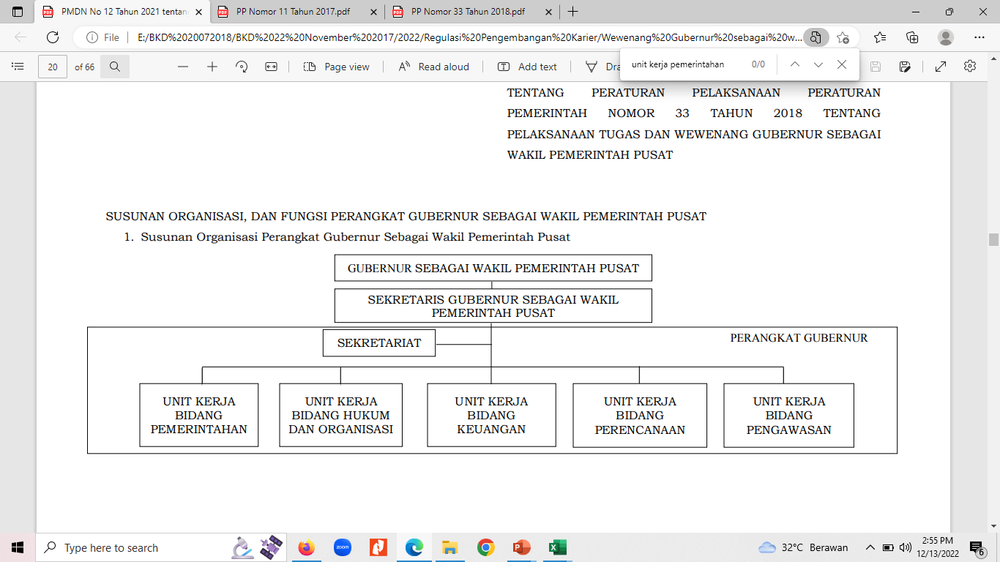 PMDN No 12 Tahun 2021 tentang
PP Nomor 11 Tahun 2017.pdf
PP Nomor 33 Tahun 2018.pdf
File
E:/BKD%2020072018/BKD%2022%20November%202017/2022/Regulasi%20Pengembangan%20Karier/Wewenang%20Gubernur%20sebagai%20w...
20
of 66
Page view
Read aloud
Add text
Dra
unit kerja pemerintahan
0/0
TENTANG PERATURAN PELAKSANAAN PERATURAN
PEMERINTAH NOMOR 33 TAHUN 2018 TENTANG
PELAKSANAAN TUGAS DAN WEWENANG GUBERNUR SEBAGAI
WAKIL PEMERINTAH PUSAT
SUSUNAN ORGANISASI, DAN FUNGSI PERANGKAT GUBERNUR SEBAGAI WAKIL PEMERINTAH PUSAT
1. Susunan Organisasi Perangkat Gubernur Sebagai Wakil Pemerintah Pusat
GUBERNUR SEBAGAI WAKIL PEMERINTAH PUSAT
SEKRETARIS GUBERNUR SEBAGAI WAKIL
PEMERINTAH PUSAT
SEKRETARIAT
PERANGKAT GUBERNUR
UNIT KERJA
BIDANG
PEMERINTAHAN
UNIT KERJA
BIDANG HUKUM
DAN ORGANISASI
UNIT KERJA
BIDANG
KEUANGAN
UNIT KERJA
BIDANG
PERENCANAAN
UNIT KERJA
BIDANG
PENGAWASAN
Type here to search
zoom
32°C Berawan
2:55 PM
12/13/2022
6